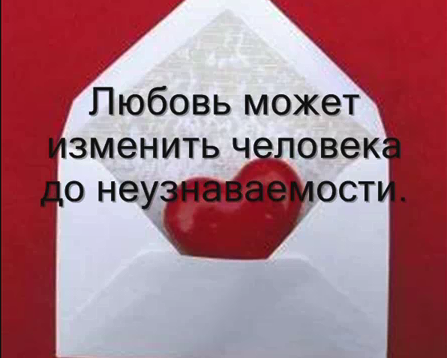 Любовь может
изменить человека
до неузнаваемости.